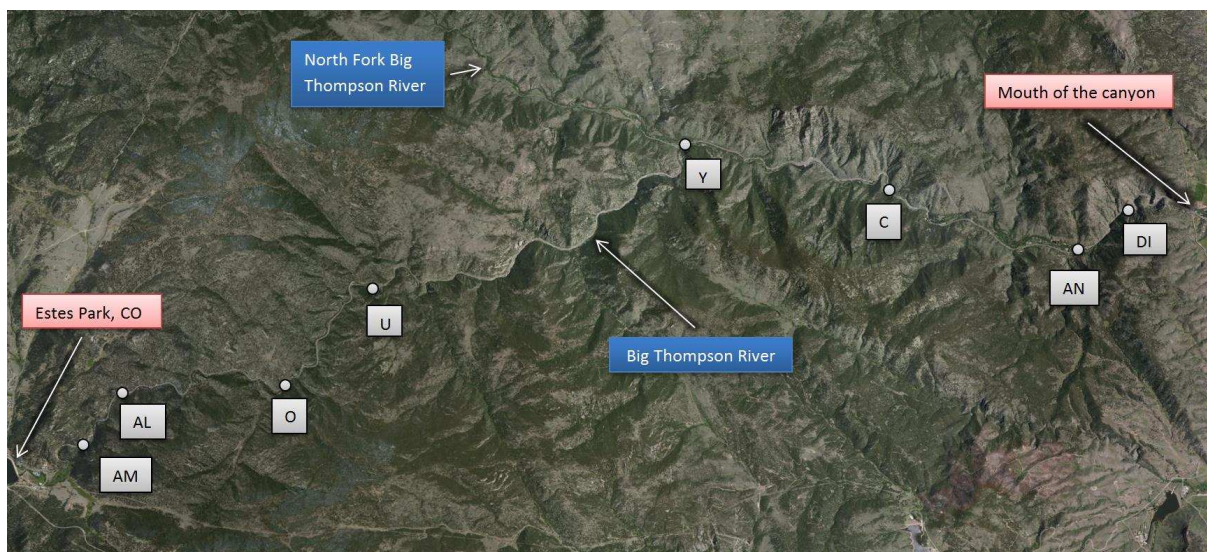 North Fork Big
Thompson River
Mouth of the canyon
Y
C
DI
AN
Estes Park, CO
U
Big Thompson River
AL
O
AM